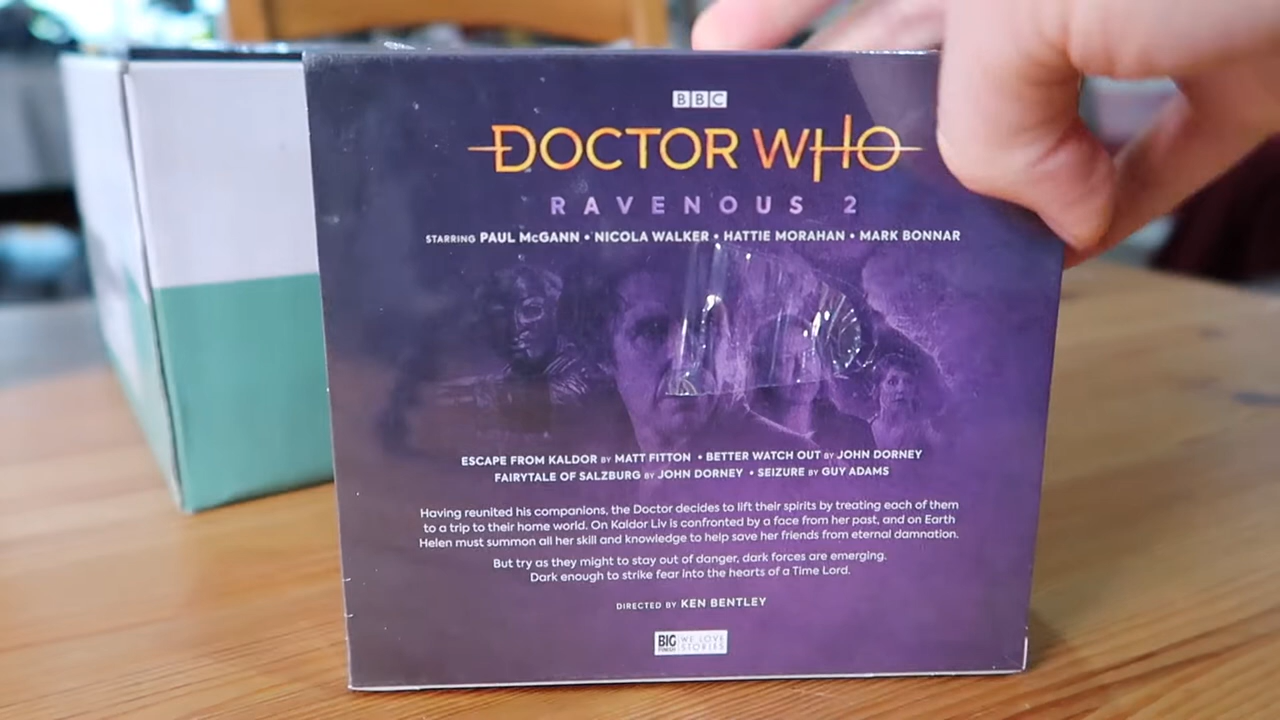 BBC
DOCTOR WHO
RAVENOUS 2
STARRING PAUL McGANN • NICOLA WALKER • HATTIE MORAHAN • MARK BONNAR
ESCAPE FROM KALDOR BY MATT FITTON • BETTER WATCH OUT BY JOHN DORNEY
FAIRYTALE OF SALZBURG BY JOHN DORNEY • SEIZURE BY GUY ADAMS
Having reunited his companions, the Doctor decides to lift their spirits by treating each of them
to a trip to their home world. On Kaldor Liv is confronted by a face from her past, and on Earth
Helen must summon all her skill and knowledge to help save her friends from eternal damnation.
But try as they might to stay out of danger, dark forces are emerging.
Dark enough to strike fear into the hearts of a Time Lord.
DIRECTED BY KEN BENTLEY
BIG FINISH WE LOVE STORIES